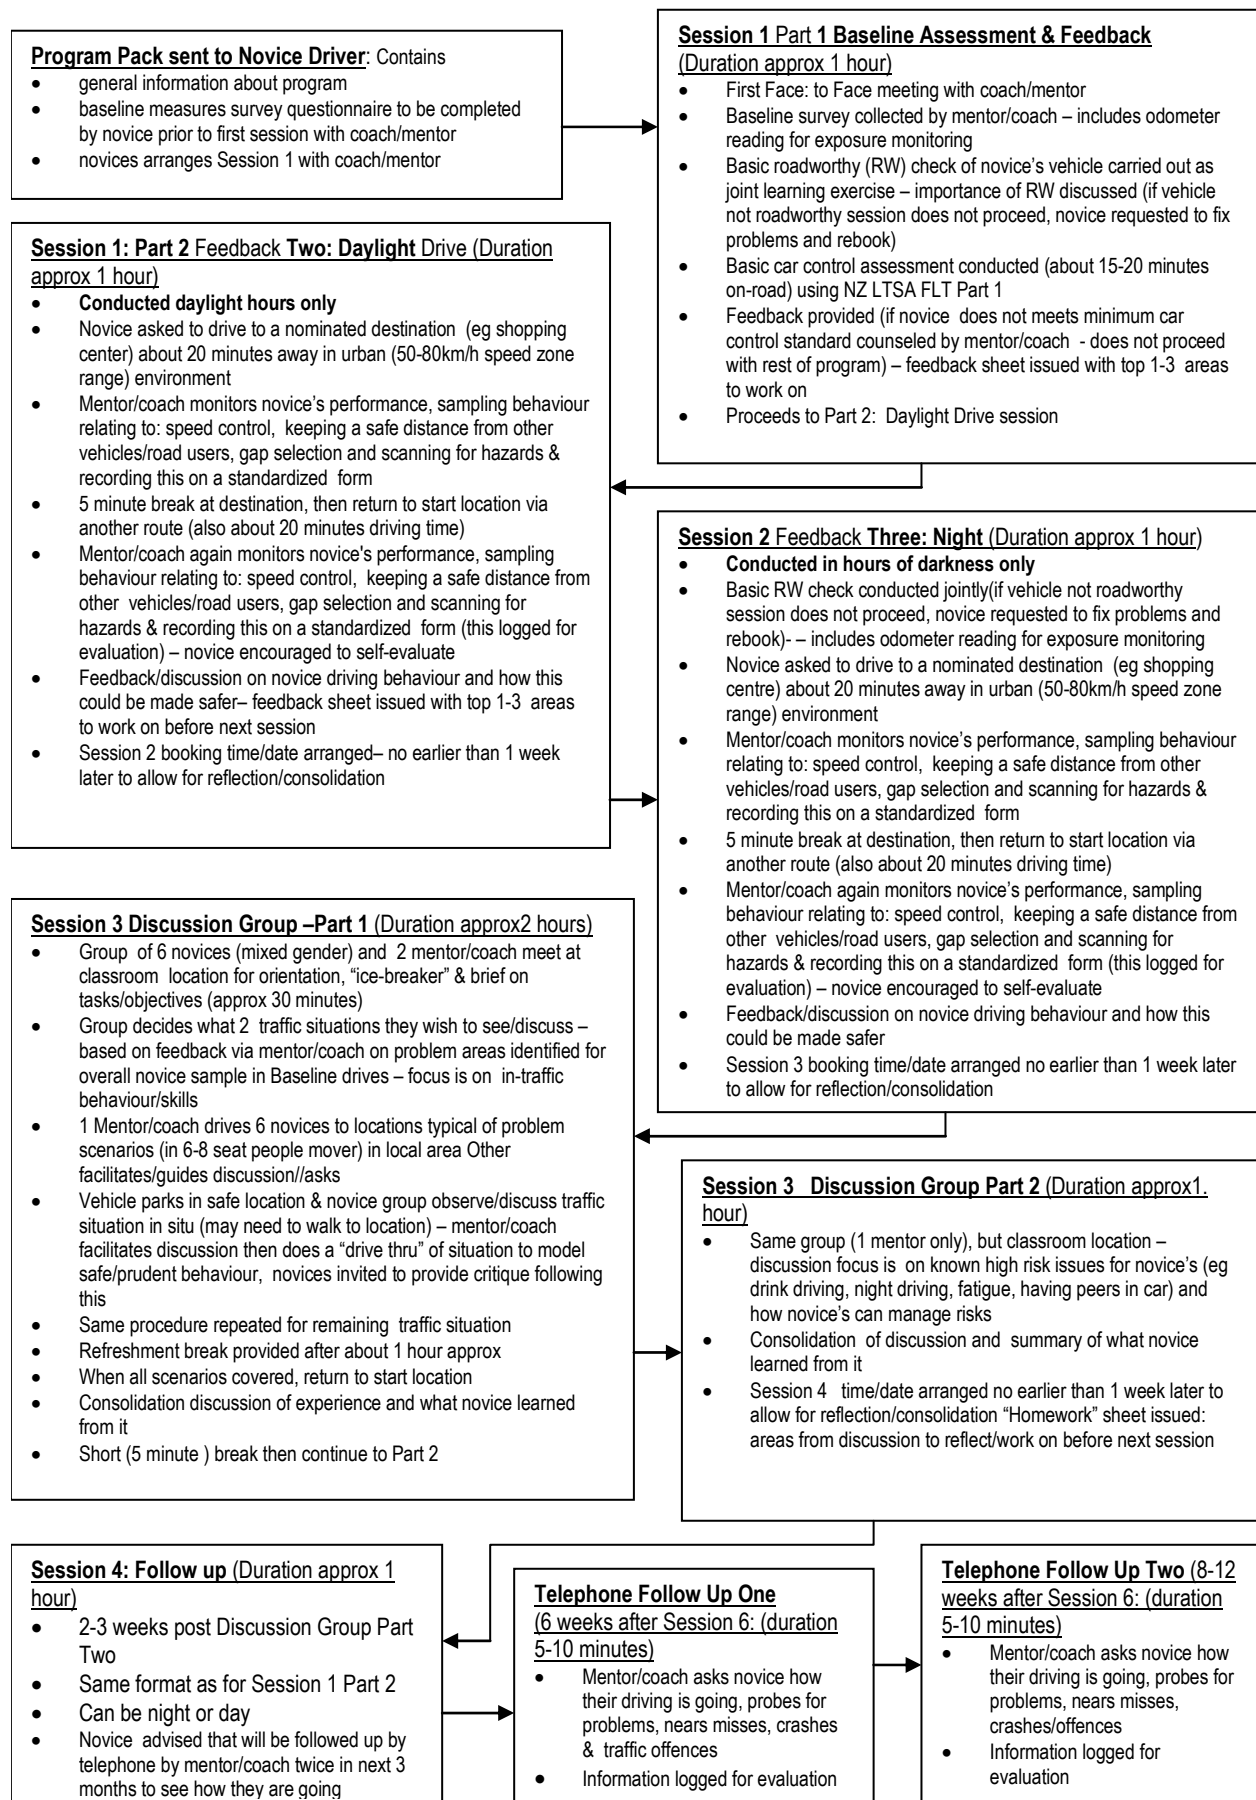 Program Pack sent to Novice Driver: Contains
• general information about program
• baseline measures survey questionnaire to be completed
by novice prior to first session with coach/mentor
• novices arranges Session 1 with coach/mentor
Session 1 Part 1 Baseline Assessment & Feedback
(Duration approx 1 hour)
• First Face: to Face meeting with coach/mentor
• Baseline survey collected by mentor/coach – includes odometer
reading for exposure monitoring
• Basic roadworthy (RW) check of novice's vehicle carried out as
joint learning exercise – importance of RW discussed (if vehicle
not roadworthy session does not proceed, novice requested to fix
problems and rebook)
• Basic car control assessment conducted (about 15-20 minutes
on-road) using NZ LTSA FLT Part 1
• Feedback provided (if novice does not meets minimum car
control standard counseled by mentor/coach - does not proceed
with rest of program) – feedback sheet issued with top 1-3 areas
to work on
• Proceeds to Part 2: Daylight Drive session
Session 1: Part 2 Feedback Two: Daylight Drive (Duration
approx 1 hour)
• Conducted daylight hours only
• Novice asked to drive to a nominated destination (eg shopping
center) about 20 minutes away in urban (50-80km/h speed zone
range) environment
• Mentor/coach monitors novice's performance, sampling behaviour
relating to: speed control, keeping a safe distance from other
vehicles/road users, gap selection and scanning for hazards &
recording this on a standardized form
• 5 minute break at destination, then return to start location via
another route (also about 20 minutes driving time)
• Mentor/coach again monitors novice's performance, sampling
behaviour relating to: speed control, keeping a safe distance from
other vehicles/road users, gap selection and scanning for
hazards & recording this on a standardized form (this logged for
evaluation) – novice encouraged to self-evaluate
• Feedback/discussion on novice driving behaviour and how this
could be made safer– feedback sheet issued with top 1-3 areas
to work on before next session
• Session 2 booking time/date arranged– no earlier than 1 week
later to allow for reflection/consolidation
Session 2 Feedback Three: Night (Duration approx 1 hour)
• Conducted in hours of darkness only
• Basic RW check conducted jointly(if vehicle not roadworthy
session does not proceed, novice requested to fix problems and
rebook)- – includes odometer reading for exposure monitoring
• Novice asked to drive to a nominated destination (eg shopping
centre) about 20 minutes away in urban (50-80km/h speed zone
range) environment
• Mentor/coach monitors novice's performance, sampling behaviour
relating to: speed control, keeping a safe distance from other
vehicles/road users, gap selection and scanning for hazards &
recording this on a standardized form
• 5 minute break at destination, then return to start location via
another route (also about 20 minutes driving time)
• Mentor/coach again monitors novice's performance, sampling
behaviour relating to: speed control, keeping a safe distance from
other vehicles/road users, gap selection and scanning for
hazards & recording this on a standardized form (this logged for
evaluation) – novice encouraged to self-evaluate
• Feedback/discussion on novice driving behaviour and how this
could be made safer
• Session 3 booking time/date arranged no earlier than 1 week later
to allow for reflection/consolidation
Session 3 Discussion Group –Part 1 (Duration approx2 hours)
• Group of 6 novices (mixed gender) and 2 mentor/coach meet at
classroom location for orientation, "ice-breaker" & brief on
tasks/objectives (approx 30 minutes)
• Group decides what 2 traffic situations they wish to see/discuss –
based on feedback via mentor/coach on problem areas identified for
overall novice sample in Baseline drives – focus is on in-traffic
behaviour/skills
• 1 Mentor/coach drives 6 novices to locations typical of problem
scenarios (in 6-8 seat people mover) in local area Other
facilitates/guides discussion//asks
• Vehicle parks in safe location & novice group observe/discuss traffic
situation in situ (may need to walk to location) – mentor/coach
facilitates discussion then does a "drive thru" of situation to model
safe/prudent behaviour, novices invited to provide critique following
this
• Same procedure repeated for remaining traffic situation
• Refreshment break provided after about 1 hour approx
• When all scenarios covered, return to start location
• Consolidation discussion of experience and what novice learned
from it
• Short (5 minute ) break then continue to Part 2
Session 3 Discussion Group Part 2 (Duration approx1.
hour)
• Same group (1 mentor only), but classroom location –
discussion focus is on known high risk issues for novice's (eg
drink driving, night driving, fatigue, having peers in car) and
how novice's can manage risks
• Consolidation of discussion and summary of what novice
learned from it
• Session 4 time/date arranged no earlier than 1 week later to
allow for reflection/consolidation "Homework" sheet issued:
areas from discussion to reflect/work on before next session
Session 4: Follow up (Duration approx 1
hour)
• 2-3 weeks post Discussion Group Part
Two
• Same format as for Session 1 Part 2
• Can be night or day
• Novice advised that will be followed up by
telephone by mentor/coach twice in next 3
months to see how they are going
Telephone Follow Up One
(6 weeks after Session 6: (duration
5-10 minutes)
• Mentor/coach asks novice how
their driving is going, probes for
problems, nears misses, crashes
& traffic offences
• Information logged for evaluation
Telephone Follow Up Two (8-12
weeks after Session 6: (duration
5-10 minutes)
• Mentor/coach asks novice how
their driving is going, probes for
problems, nears misses,
crashes/offences
• Information logged for
evaluation